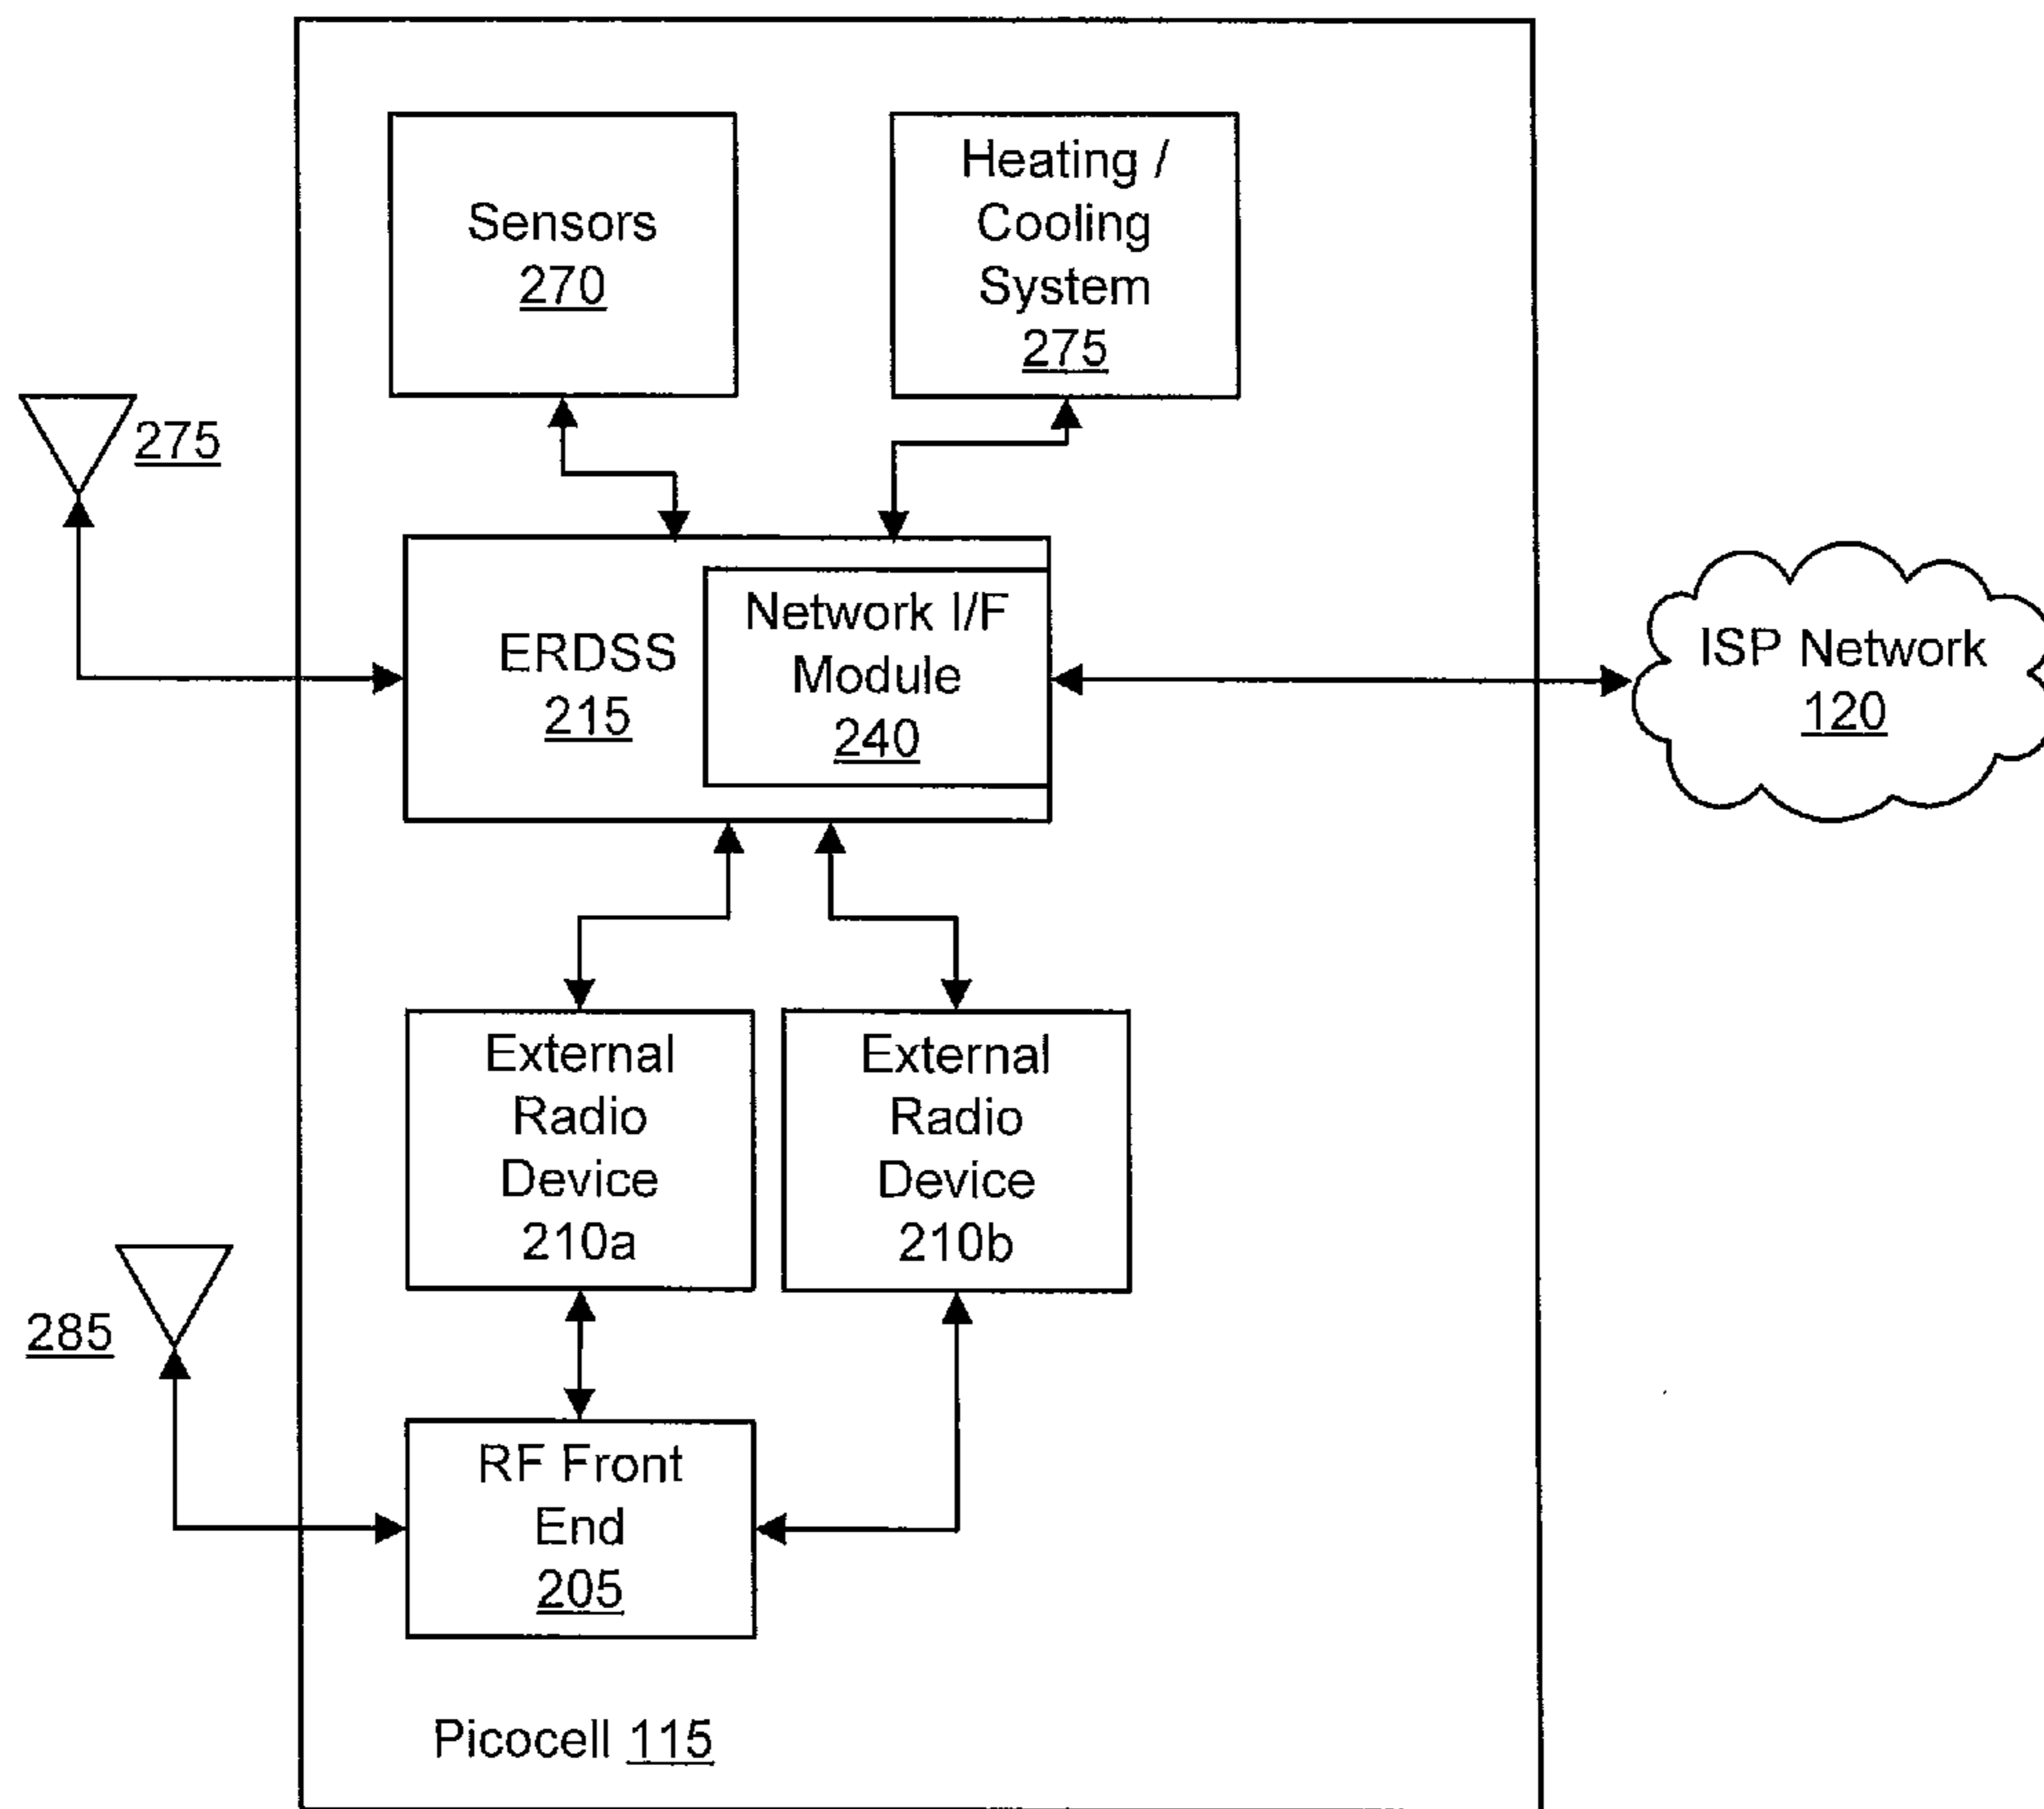 Sensors
270
Heating /
Cooling
System
275
275
ERDSS
215
Network I/F
Module
240
ISP Network
120
External
Radio
Device
210a
External
Radio
Device
210b
285
RF Front
End
205
Picocell 115